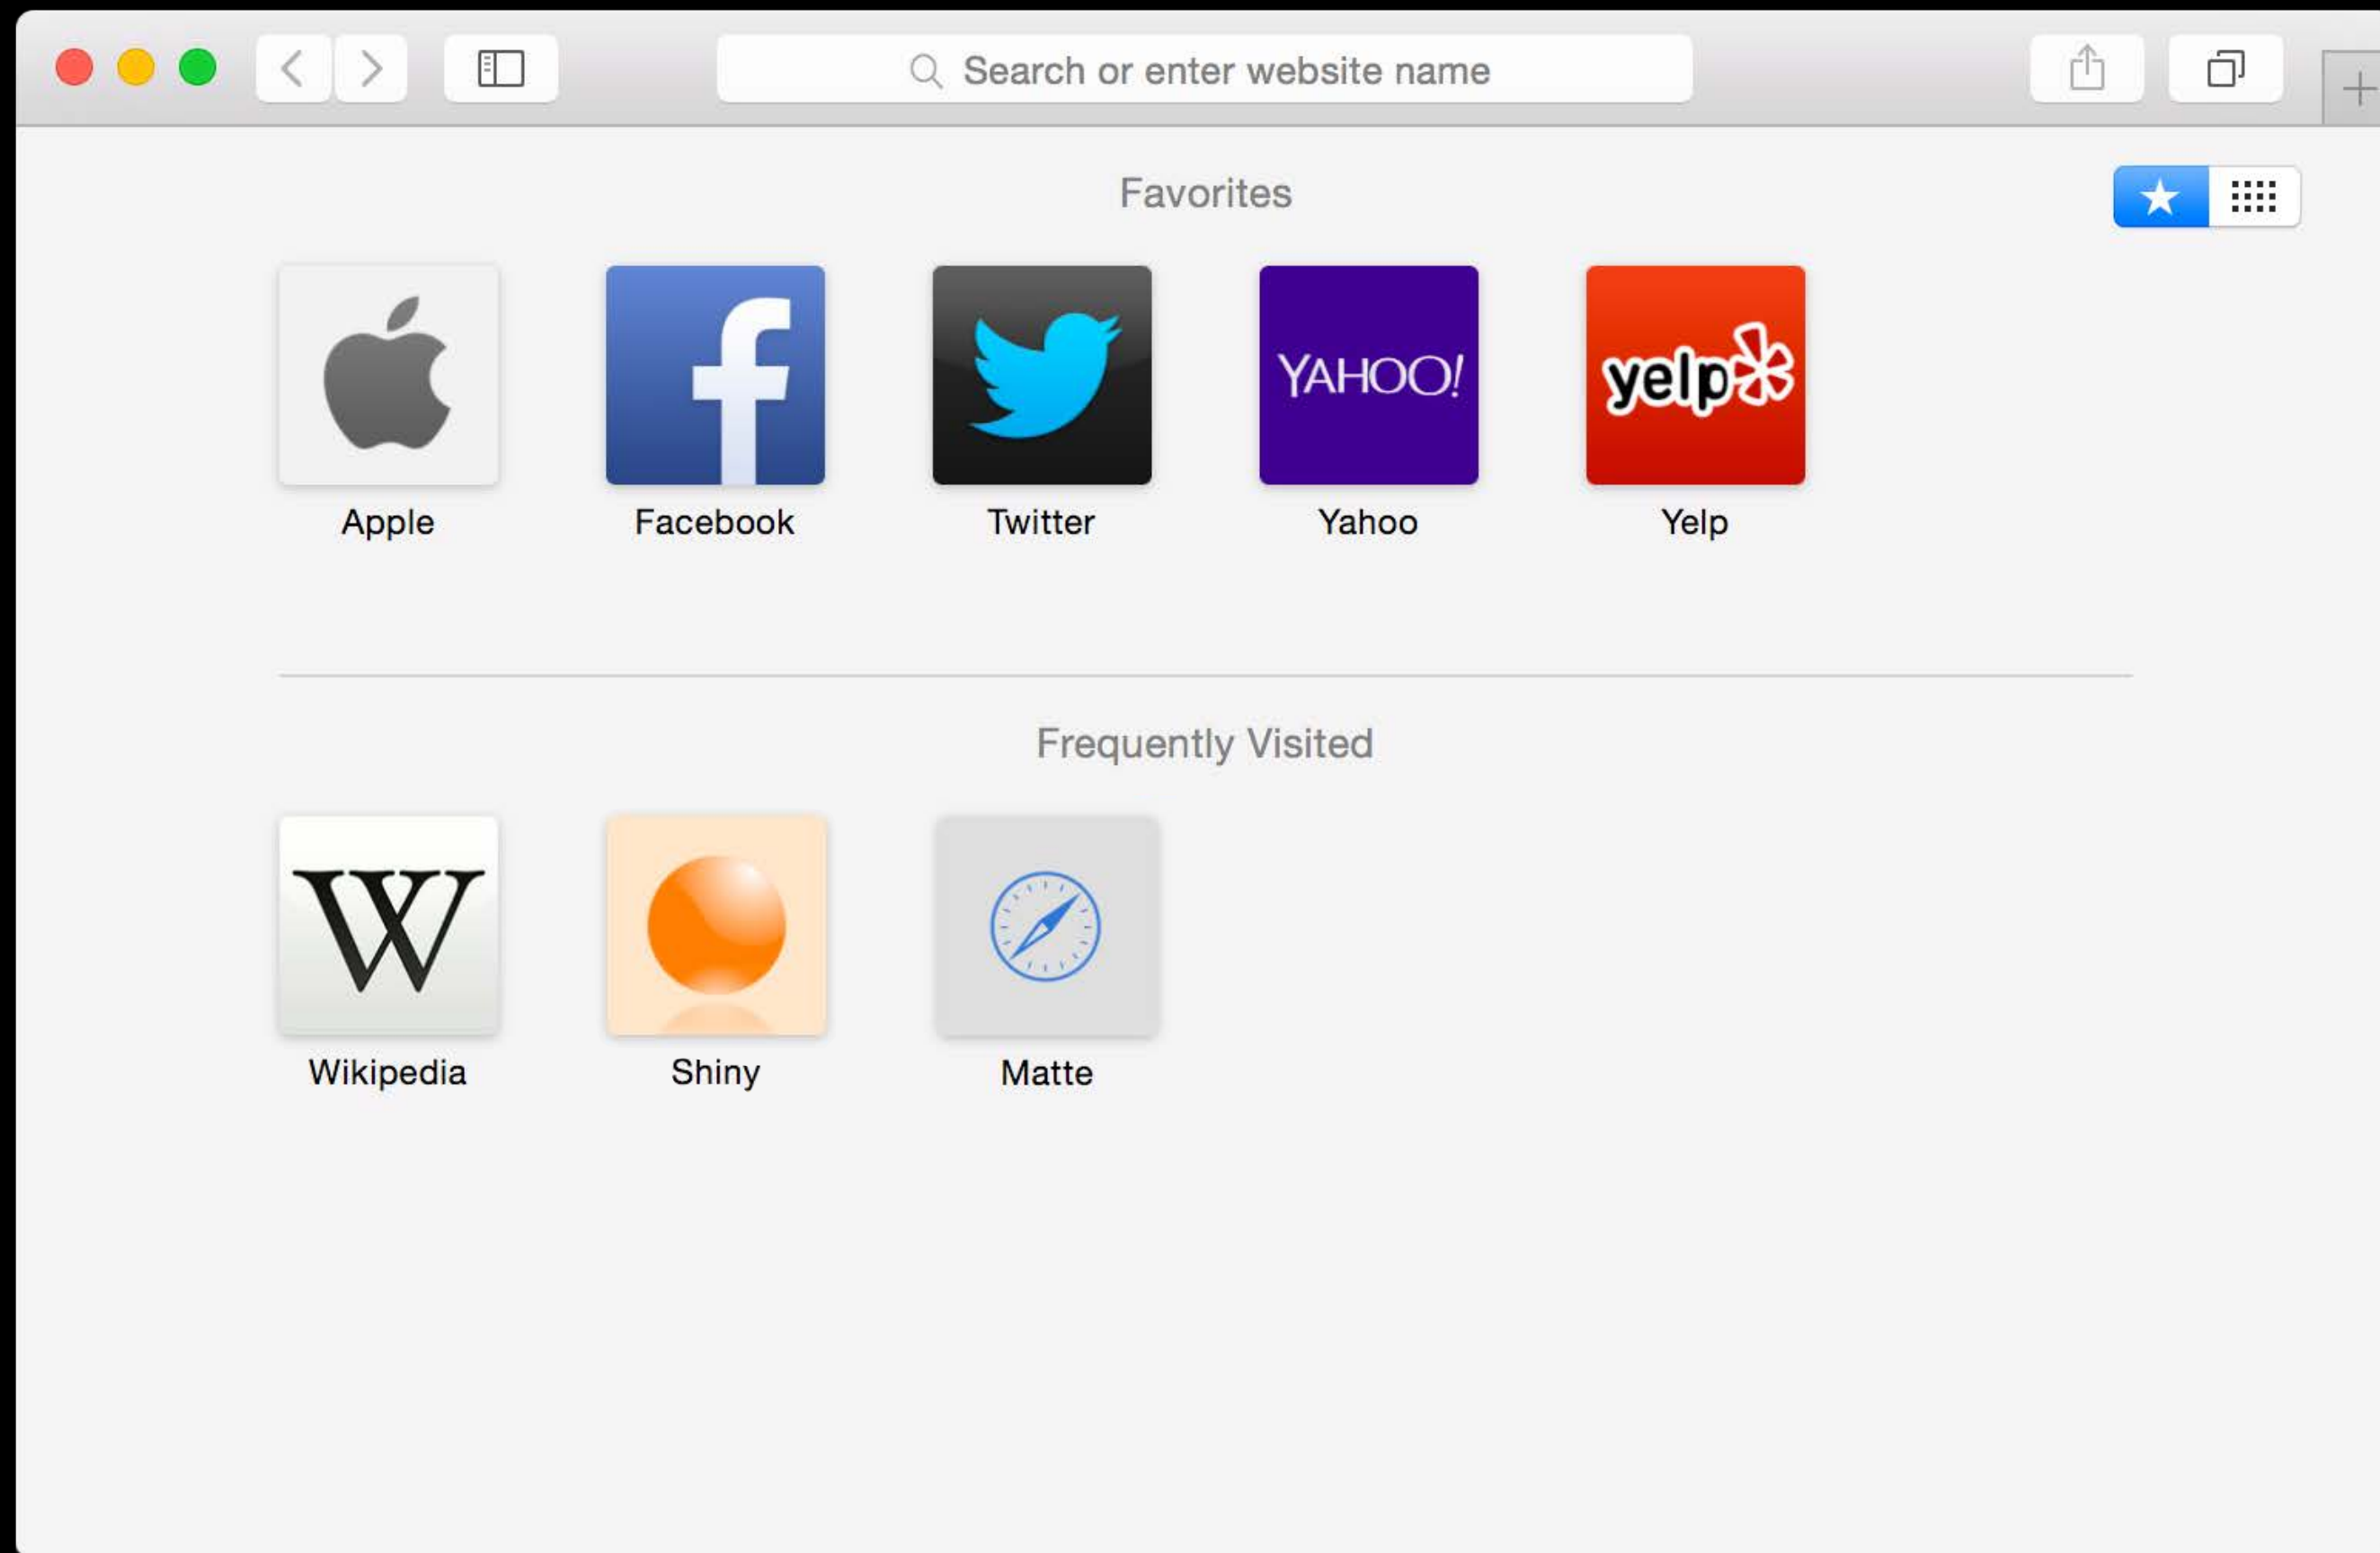 Search or enter website name
Favorites
f
YAHOO!
yelp
Apple Facebook Twitter Yahoo Yelp
Frequently Visited
W
Wikipedia Shiny Matte